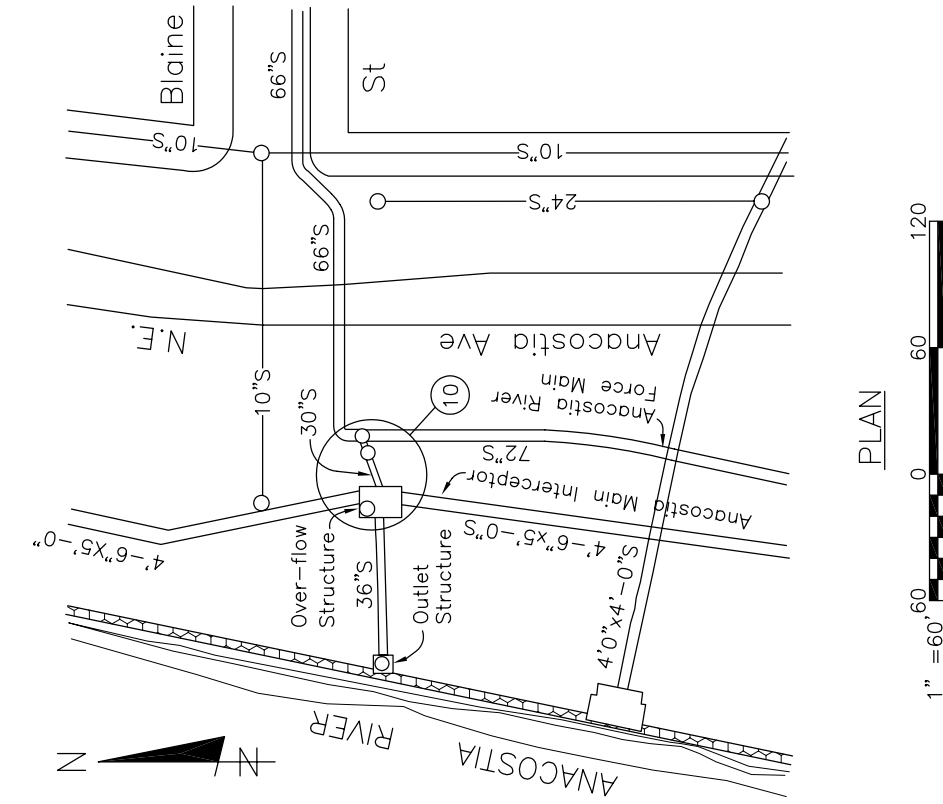 Blaine
St
66"S
10"S
10"S
24"S
66"S
N.E.
Anacostia Ave
10"S
30"S
10
Anacostia River
Force Main
72"S
Anacostia Main Interceptor
4'-6"x5'-0"
4'-6"x5'-0"S
Over-flow
Structure
36"S
Outlet
Structure
4'0"x4'-0"S
ANACOSTIA
RIVER
N
N
PLAN
1" =60'
60
0
60
120